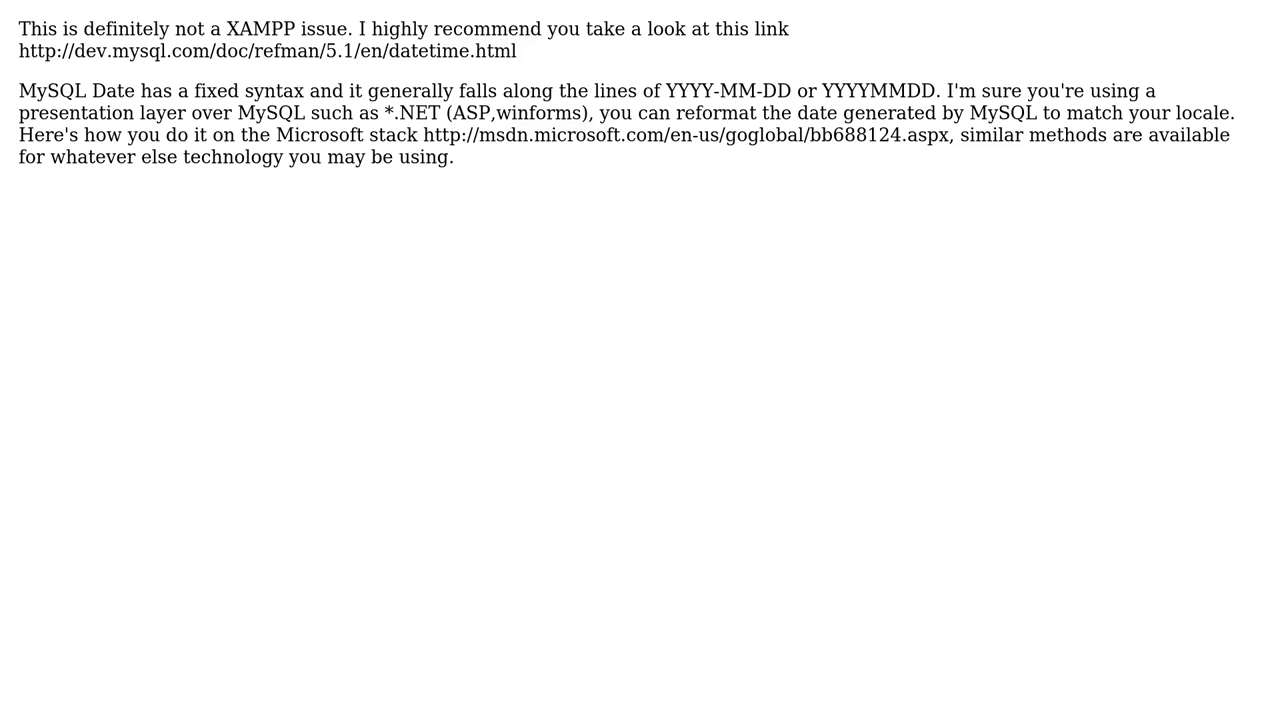 This is definitely not a XAMPP issue. I highly recommend you take a look at this link
http://dev.mysql.com/doc/refman/5.1/en/datetime.html
MySQL Date has a fixed syntax and it generally falls along the lines of YYYY-MM-DD or YYYYMMDD. I'm sure you're using a
presentation layer over MySQL such as *.NET (ASP,winforms), you can reformat the date generated by MySQL to match your locale.
Here's how you do it on the Microsoft stack http://msdn.microsoft.com/en-us/goglobal/bb688124.aspx, similar methods are available
for whatever else technology you may be using.